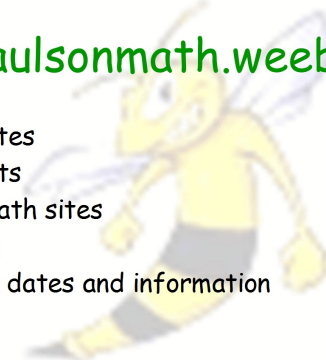 aulsonmath.weeb
tes
ts
ath sites
dates and information